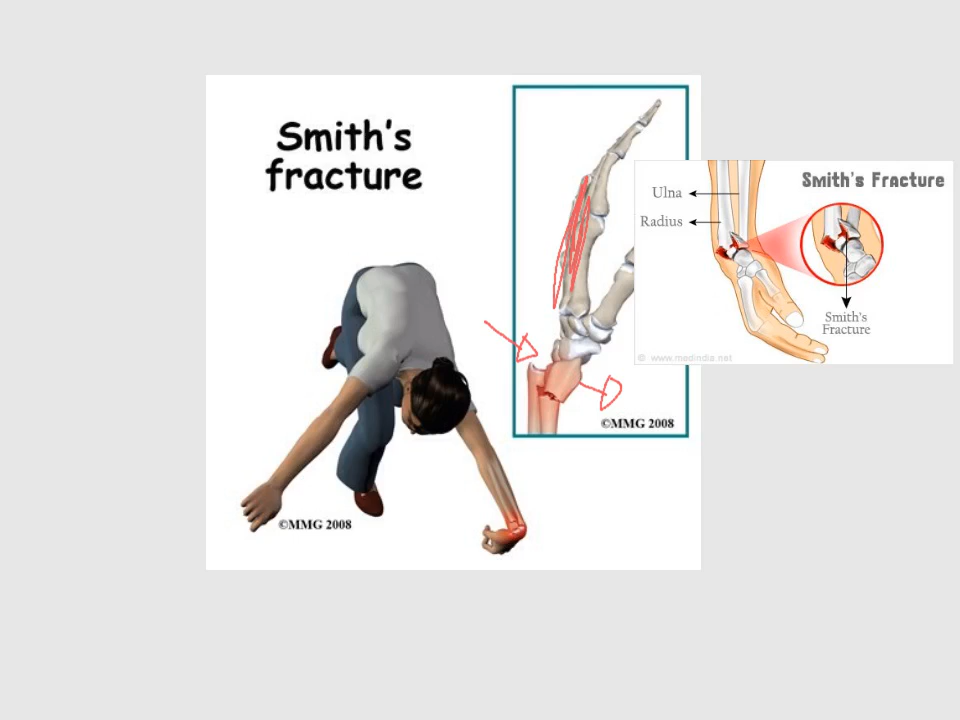 Smith's
fracture
©MMG 2008
©MMG 2008
Smith's Fracture
Ulna
Radius
Smith's
Fracture
© www.medindia.net